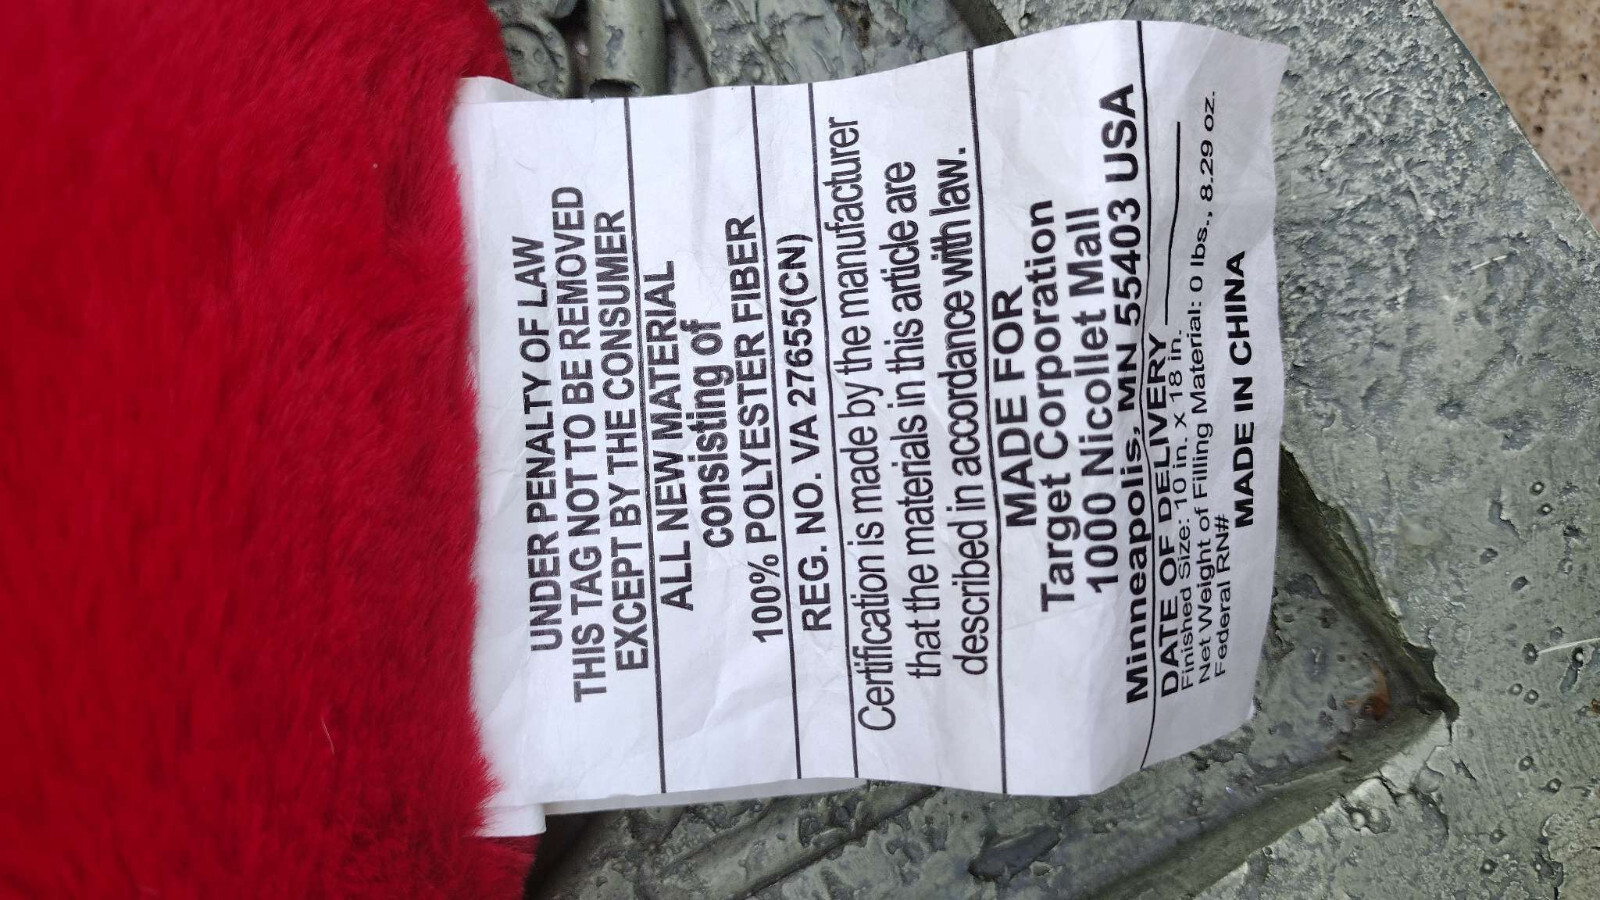 UNDER PENALTY OF LAW
THIS TAG NOT TO BE REMOVED
EXCEPT BY THE CONSUMER
ALL NEW MATERIAL
consisting of
100% POLYESTER FIBER
REG. NO. VA 27655(CN)
Certification is made by the manufacturer
that the materials in this article are
described in accordance with law.
MADE FOR
Target Corporation
1000 Nicollet Mall
Minneapolis, MN 55403 USA
DATE OF DELIVERY
Finished Size: 10 in. x 18 in.
Net Weight of Filling Material: 0 lbs., 8.29 oz.
Federal RN#
MADE IN CHINA